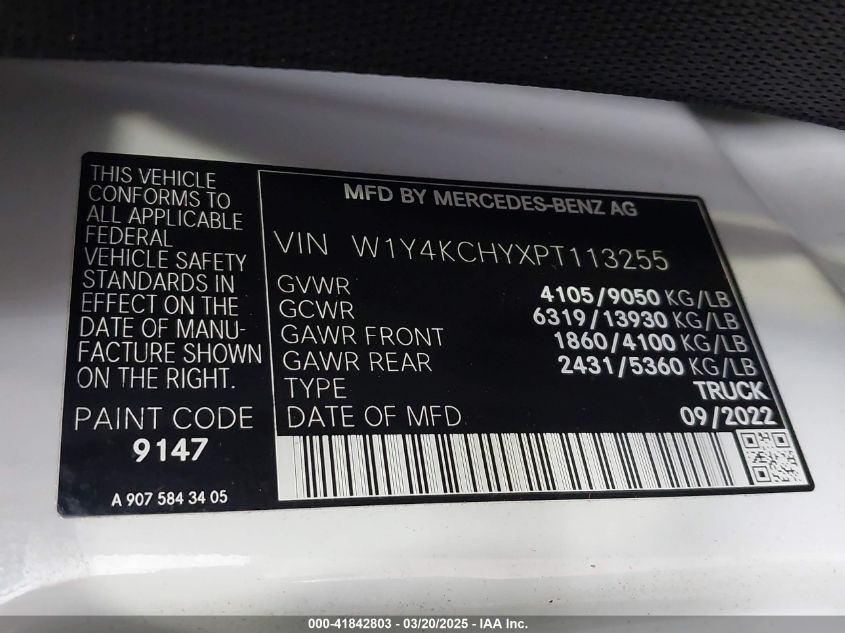 THIS VEHICLE
CONFORMS TO
ALL APPLICABLE
FEDERAL
VEHICLE SAFETY
STANDARDS IN
EFFECT ON THE
DATE OF MANU-
FACTURE SHOWN
ON THE RIGHT.
PAINT CODE
9147
A 907 584 34 05
MFD BY MERCEDES-BENZ AG
VIN W1Y4KCHYXPT113255
GVWR 4105/9050 KG/LB
GCWR 6319/13930 KG/LB
GAWR FRONT 1860/4100 KG/LB
GAWR REAR 2431/5360 KG/LB
TYPE TRUCK
DATE OF MFD 09/2022
000-41842803 — 03/20/2025 — IAA Inc.